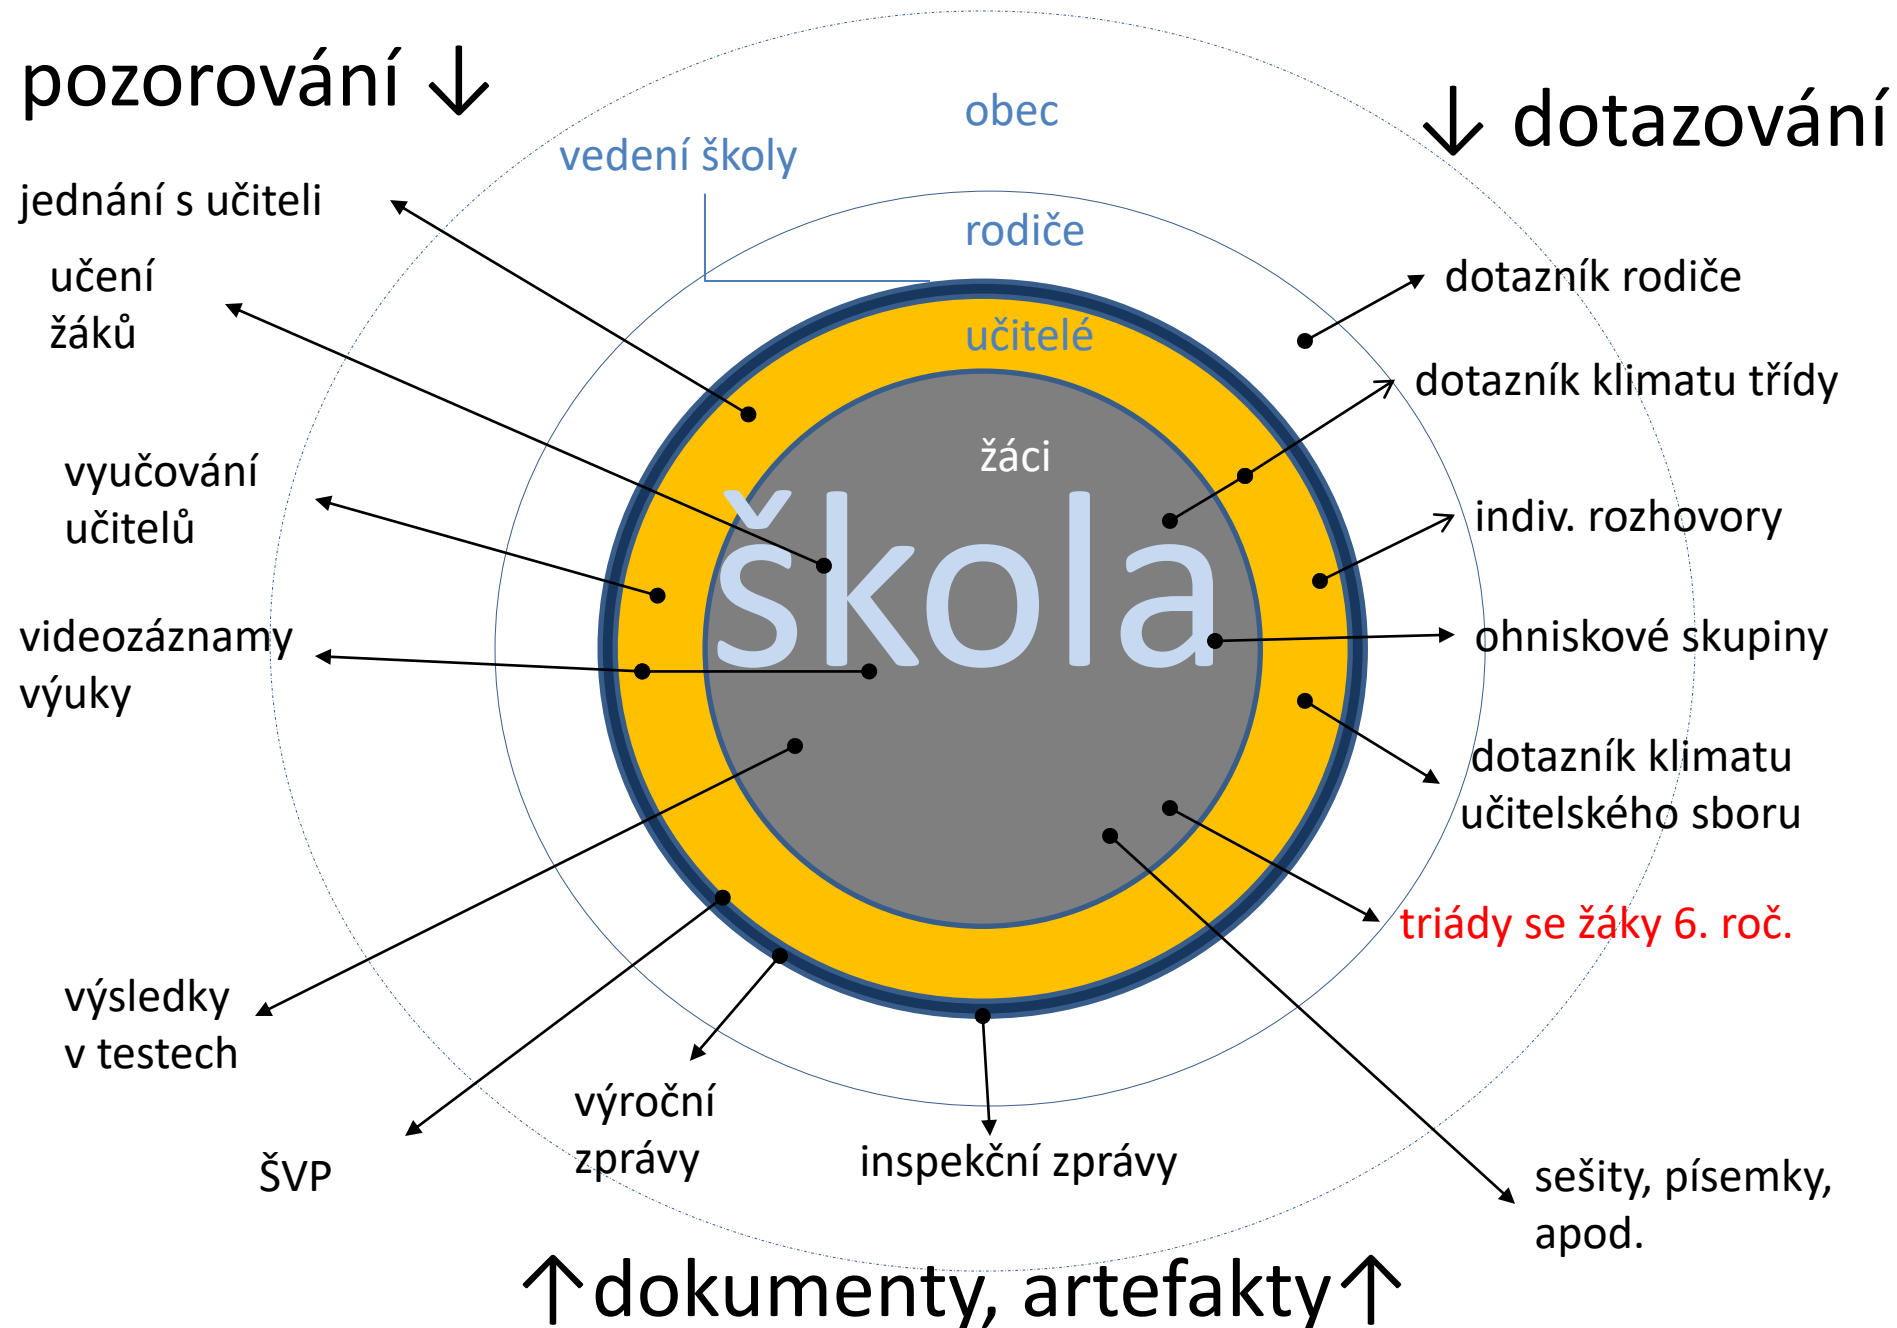 pozorování ↓
obec
↓ dotazování
vedení školy
jednání s učiteli
rodiče
učení
žáků
dotazník rodiče
učitelé
dotazník klimatu třídy
žáci
vyučování
učitelů
škola
indiv. rozhovory
videozáznamy
výuky
ohniskové skupiny
dotazník klimatu
učitelského sboru
triády se žáky 6. roč.
výsledky
v testech
výroční
zprávy
inspekční zprávy
ŠVP
sešity, písemky,
apod.
↑dokumenty, artefakty↑